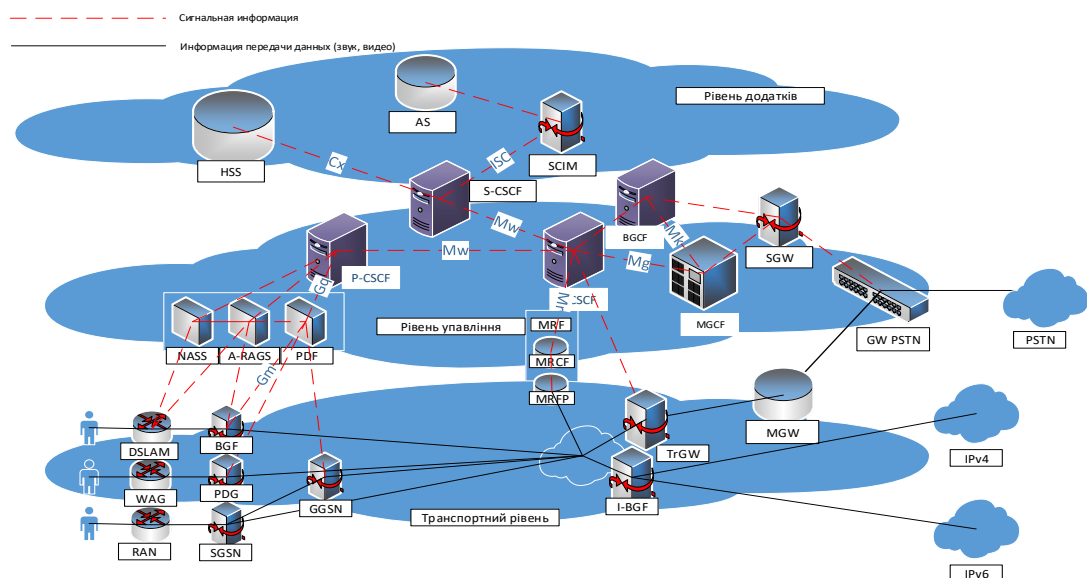 Сигнальная информация
Информация передачи данных (звук, видео)
Рівень додатків
AS
HSS
SCIM
Cx
ISC
S-CSCF
Mw
BGCF
Mk
SGW
Mw
Mg
P-CSCF
Gq
CSCF
MGCF
GW PSTN
PSTN
NASS
A-RAGS
PDF
Рівень упавління
MRF
MRCF
MRFP
Gm
DSLAM
BGF
TrGW
MGW
IPv4
WAG
PDG
GGSN
I-BGF
Транспортний рівень
RAN
SGSN
IPv6